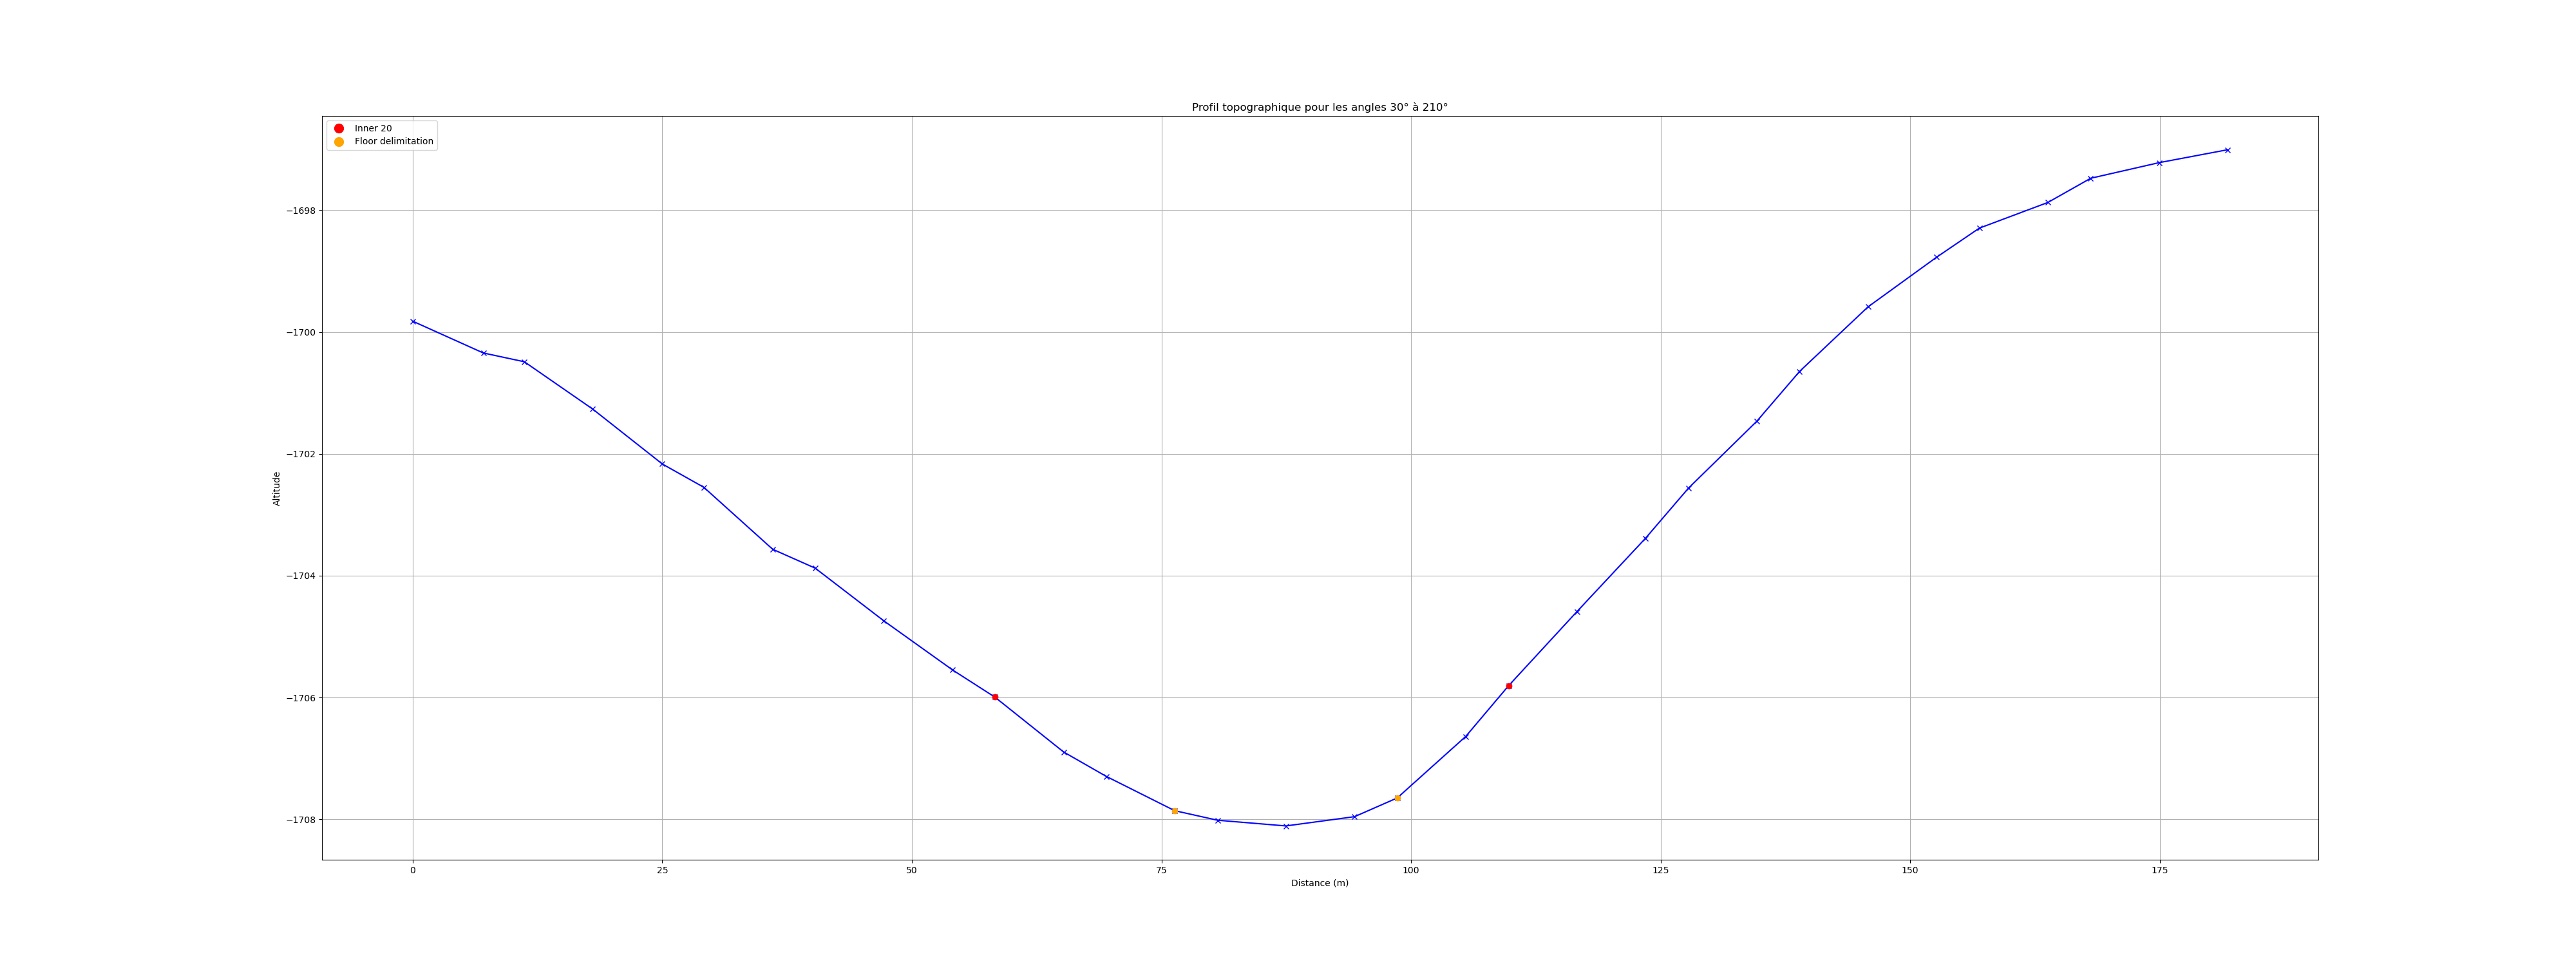 Profil topographique pour les angles 30° à 210°
Inner 20
Floor delimitation
−1698
−1700
−1702
−1704
−1706
−1708
Altitude
0 25 50 75 100 125 150 175
Distance (m)